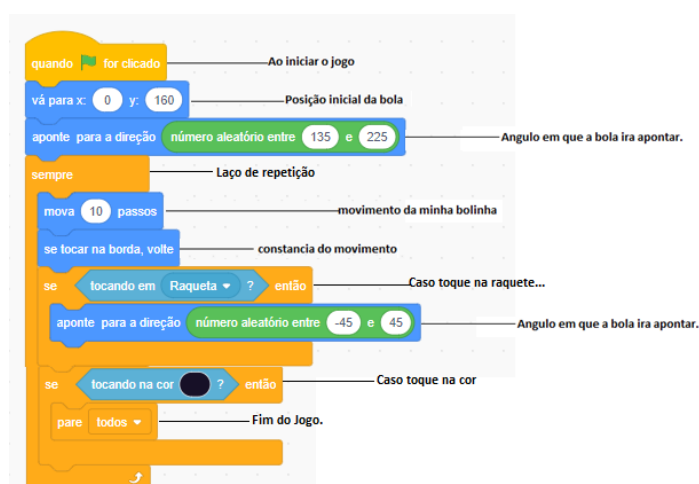 quando for clicado Ao iniciar o jogo
vá para x: 0 y: 160 Posição inicial da bola
aponte para a direção número aleatório entre 135 e 225 Angulo em que a bola ira apontar.
sempre Laço de repetição
mova 10 passos movimento da minha bolinha
se tocar na borda, volte constancia do movimento
se tocando em Raqueta ? então Caso toque na raquete...
aponte para a direção número aleatório entre -45 e 45 Angulo em que a bola ira apontar.
se tocando na cor ? então Caso toque na cor
pare todos Fim do Jogo.